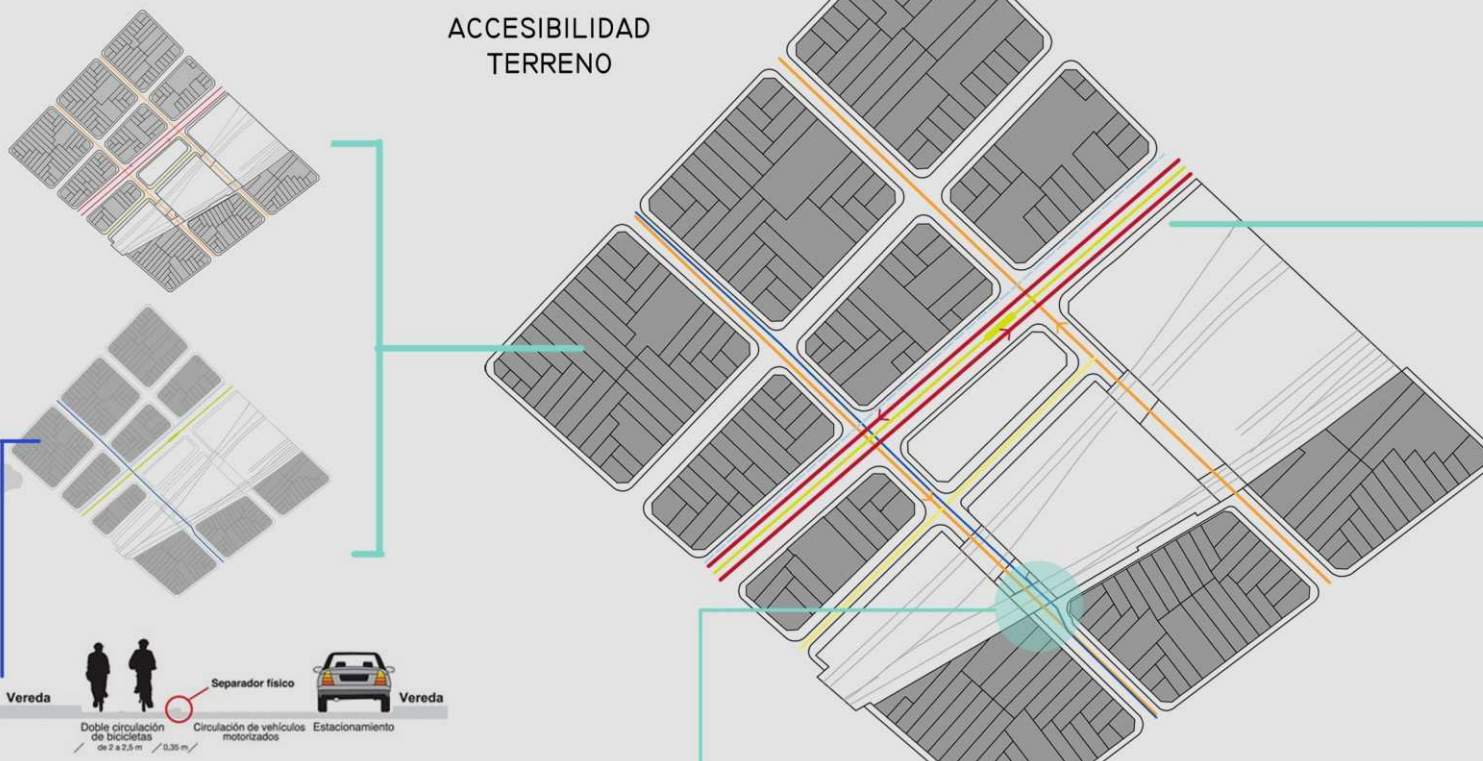 ACCESIBILIDAD
TERRENO
Vereda
Separador físico
Vereda
Doble circulación
de bicicletas
de 2 a 2,5 m
0,35 m
Circulación de vehículos
motorizados
Estacionamiento